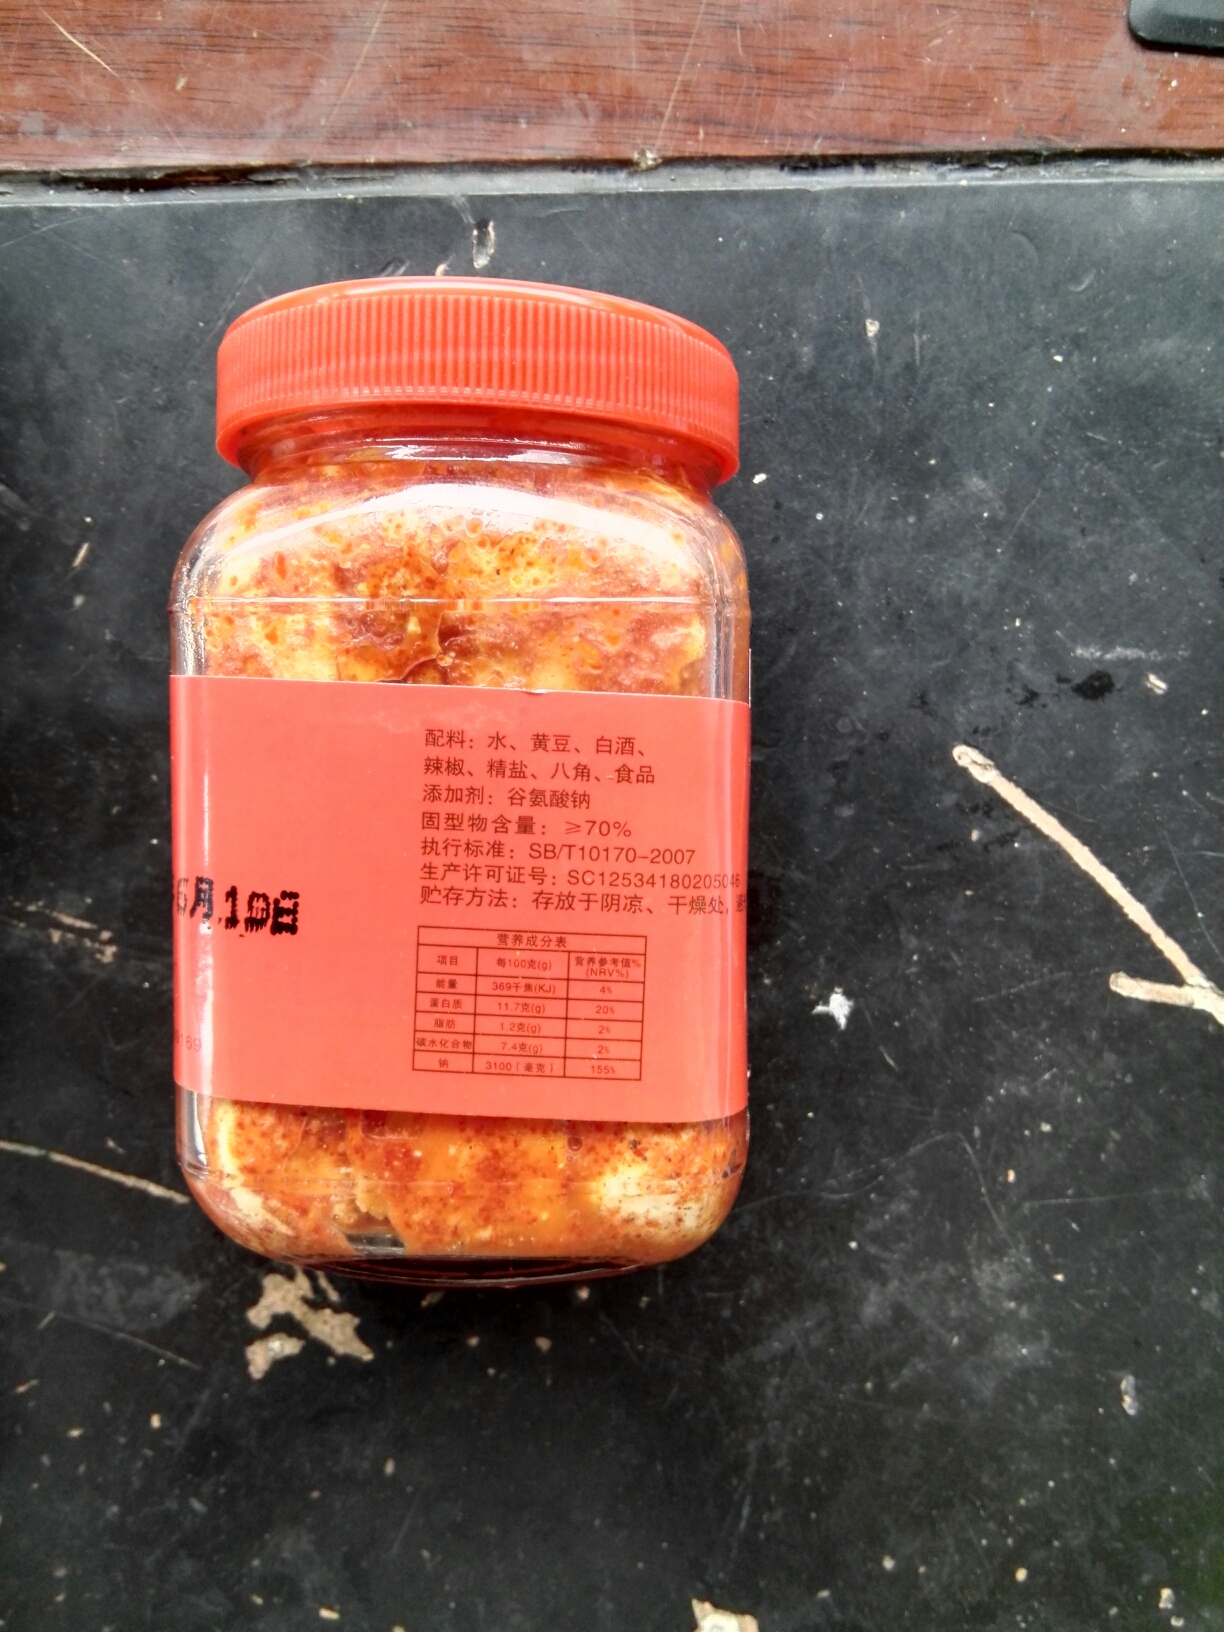 配料：水、黄豆、白酒、
辣椒、精盐、八角、食品
添加剂：谷氨酸钠
固型物含量：≥70%
执行标准：SB/T10170-2007
生产许可证号：SC12534180205046
贮存方法：存放于阴凉、干燥处，
6月19日
169
营养成分表
项目 每100克(g) 营养参考值%(NRV%)
能量 369千焦(KJ) 4%
蛋白质 11.7克(g) 20%
脂肪 1.2克(g) 2%
碳水化合物 7.4克(g) 2%
钠 3100（毫克） 155%